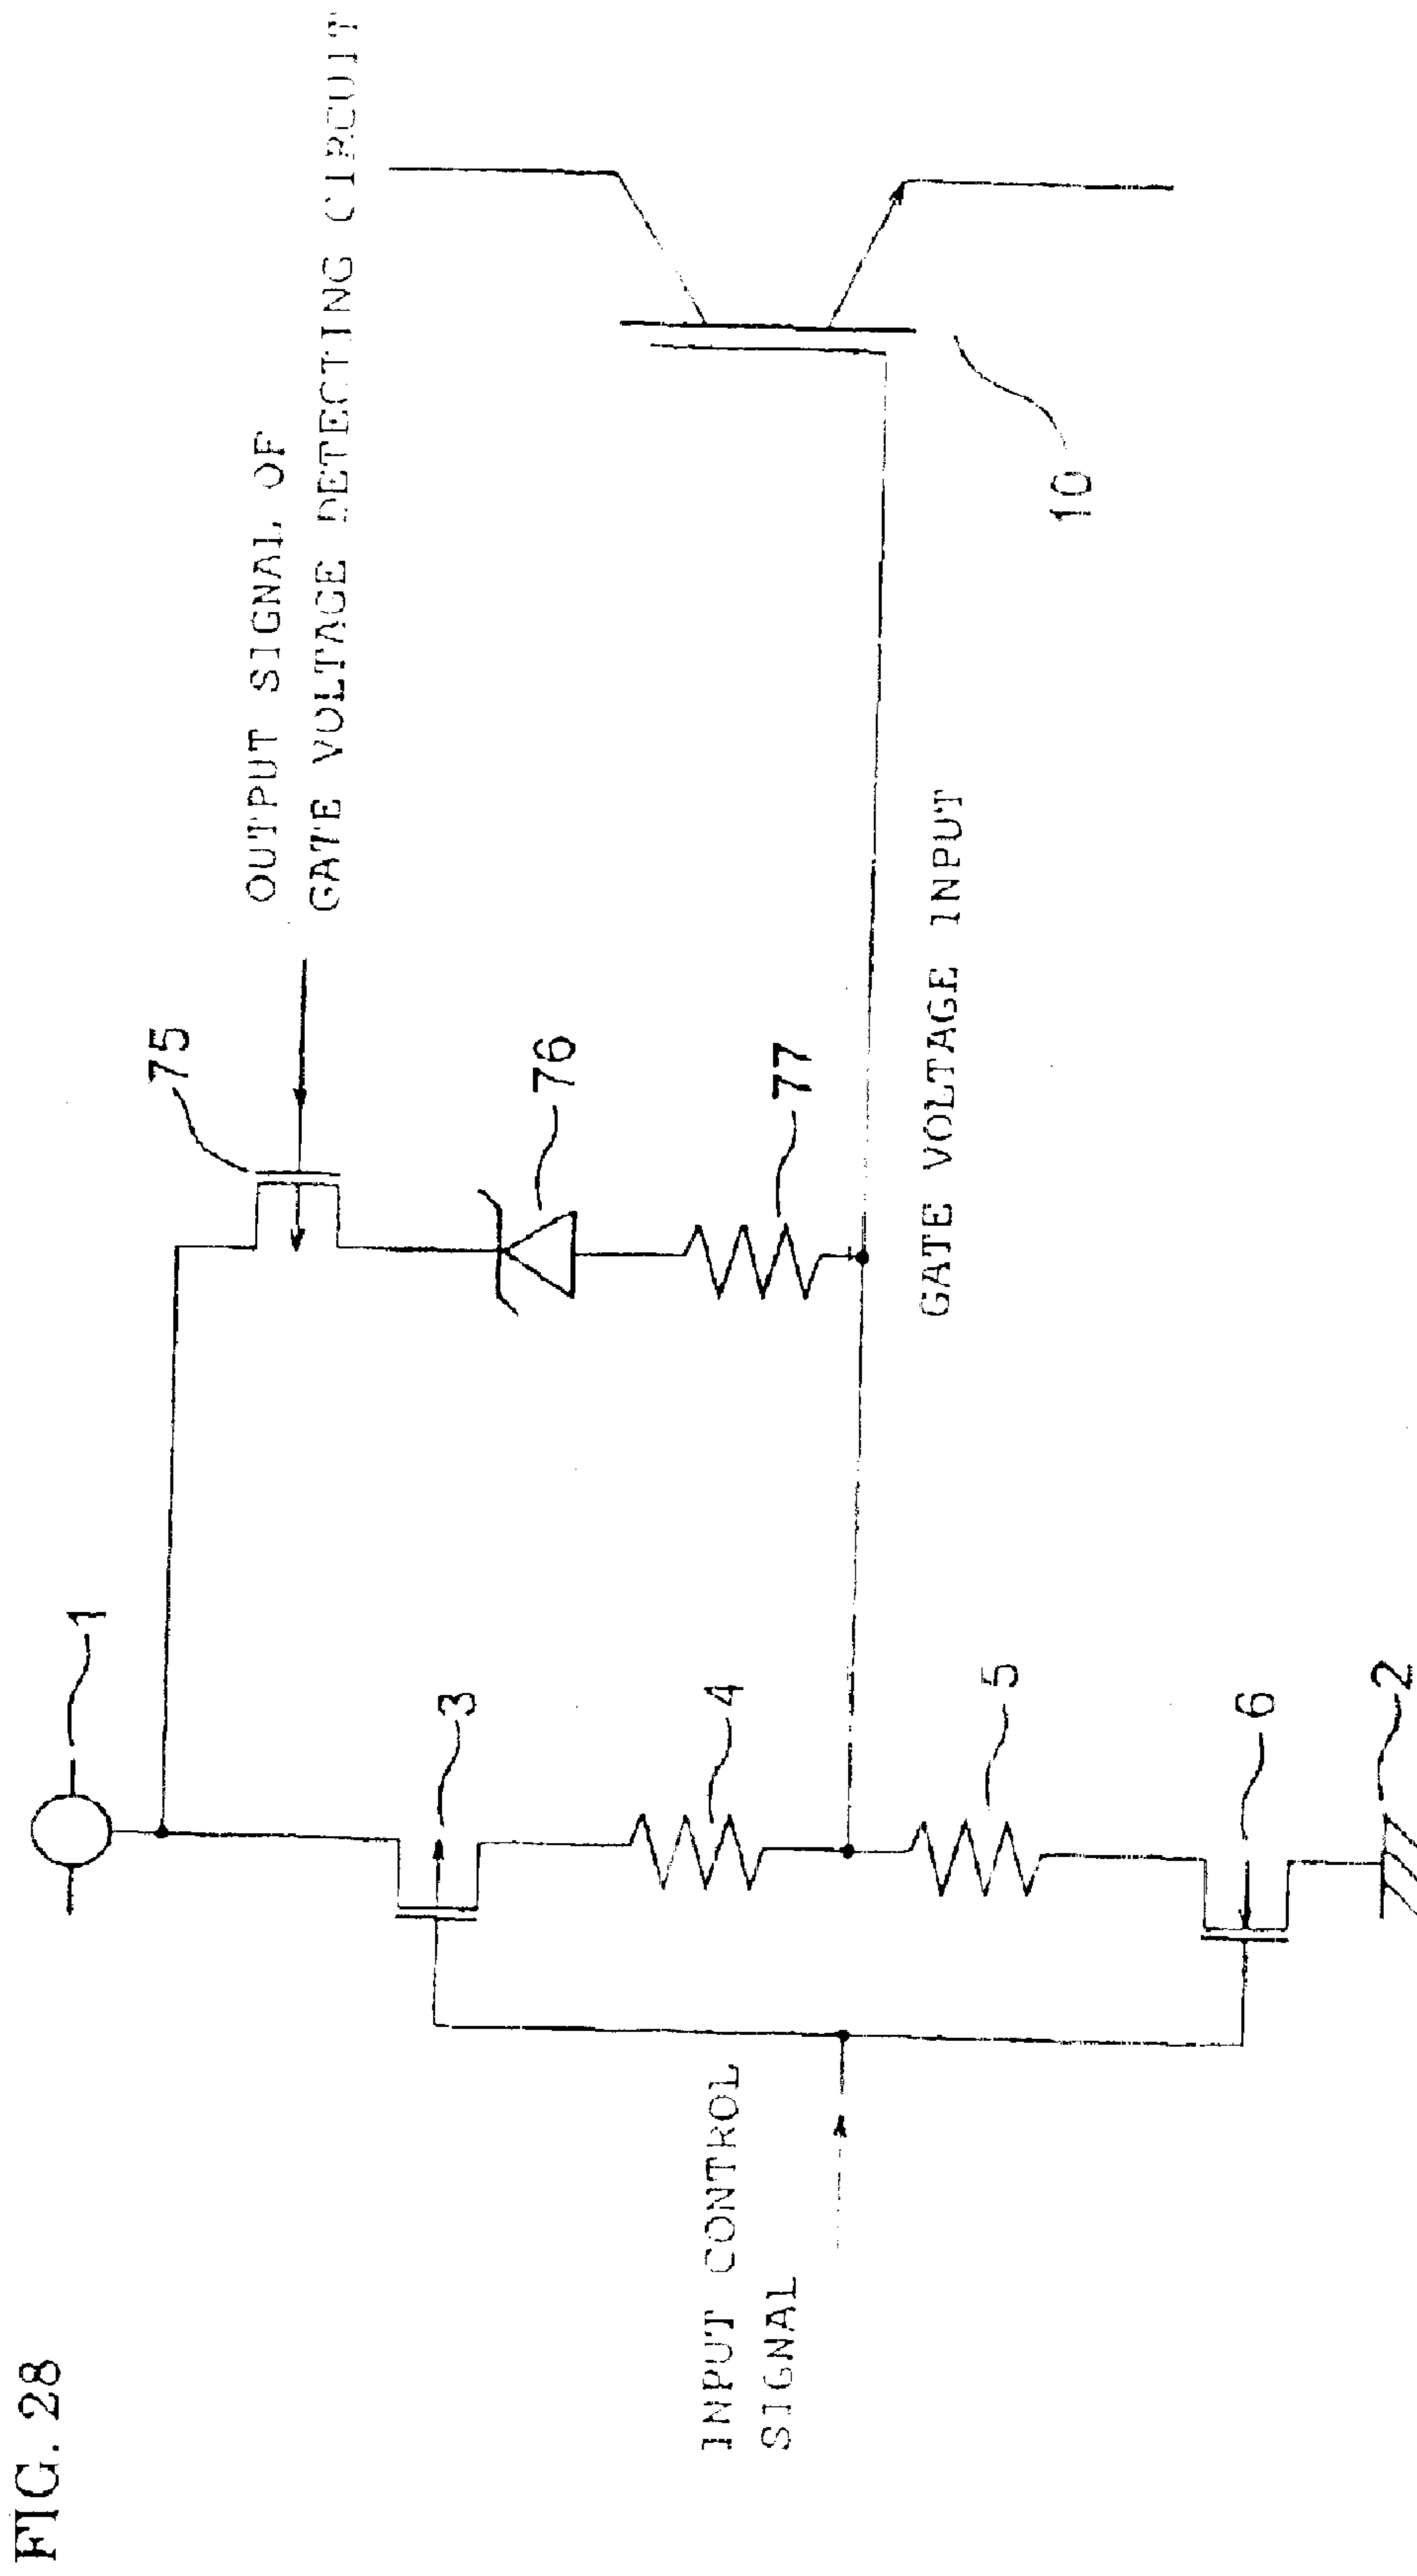 FIG. 28
1
OUTPUT SIGNAL OF
GATE VOLTAGE DETECTING CIRCUIT
75
3
76
4
77
INPUT CONTROL
SIGNAL
GATE VOLTAGE INPUT
5
10
6
2